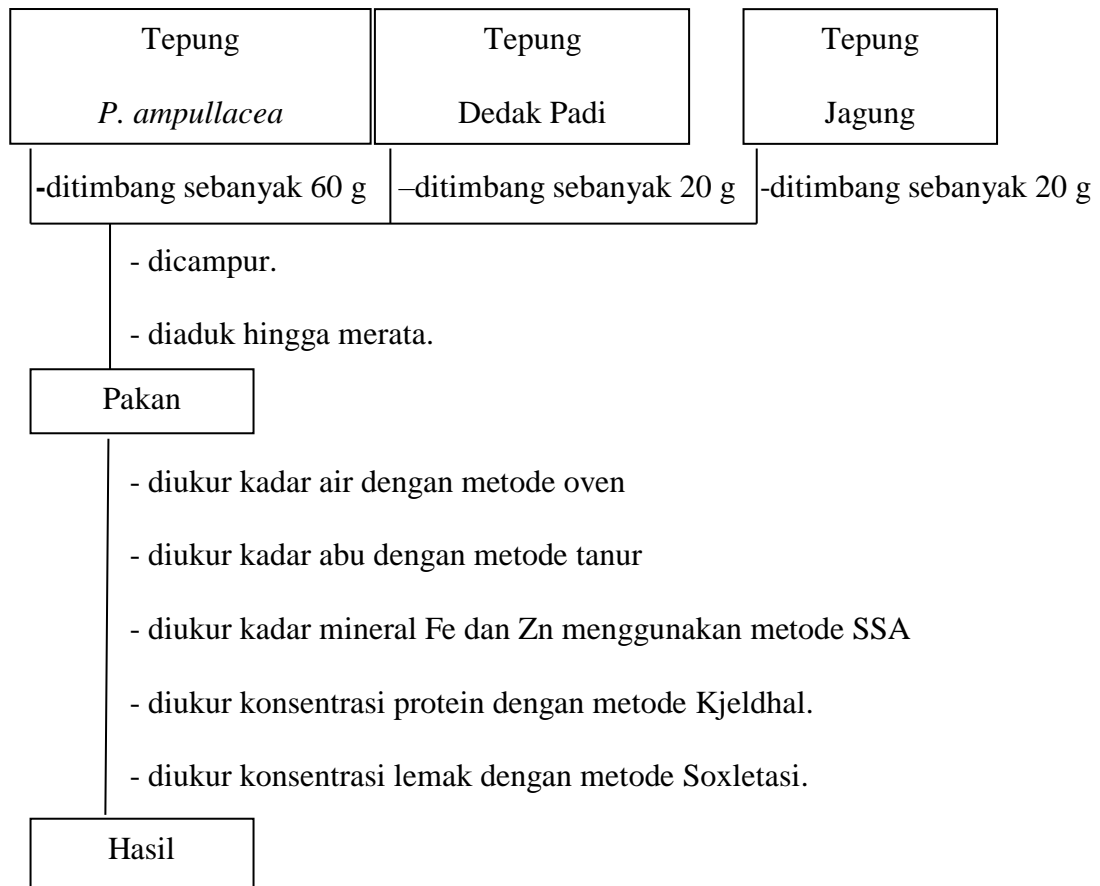 Tepung
P. ampullacea
Tepung
Dedak Padi
Tepung
Jagung
-ditimbang sebanyak 60 g
–ditimbang sebanyak 20 g
-ditimbang sebanyak 20 g
- dicampur.
- diaduk hingga merata.
Pakan
- diukur kadar air dengan metode oven
- diukur kadar abu dengan metode tanur
- diukur kadar mineral Fe dan Zn menggunakan metode SSA
- diukur konsentrasi protein dengan metode Kjeldhal.
- diukur konsentrasi lemak dengan metode Soxletasi.
Hasil